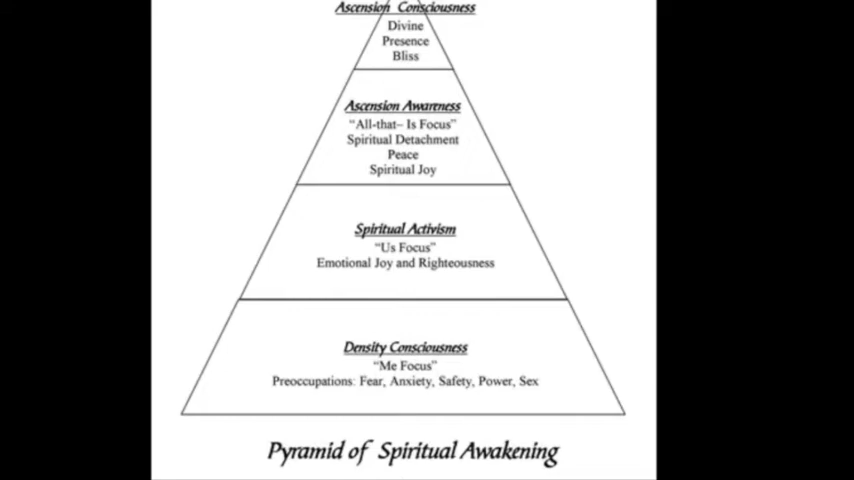 Ascension Consciousness
Divine
Presence
Bliss
Ascension Awareness
“All-that– Is Focus”
Spiritual Detachment
Peace
Spiritual Joy
Spiritual Activism
“Us Focus”
Emotional Joy and Righteousness
Density Consciousness
“Me Focus”
Preoccupations: Fear, Anxiety, Safety, Power, Sex
Pyramid of Spiritual Awakening